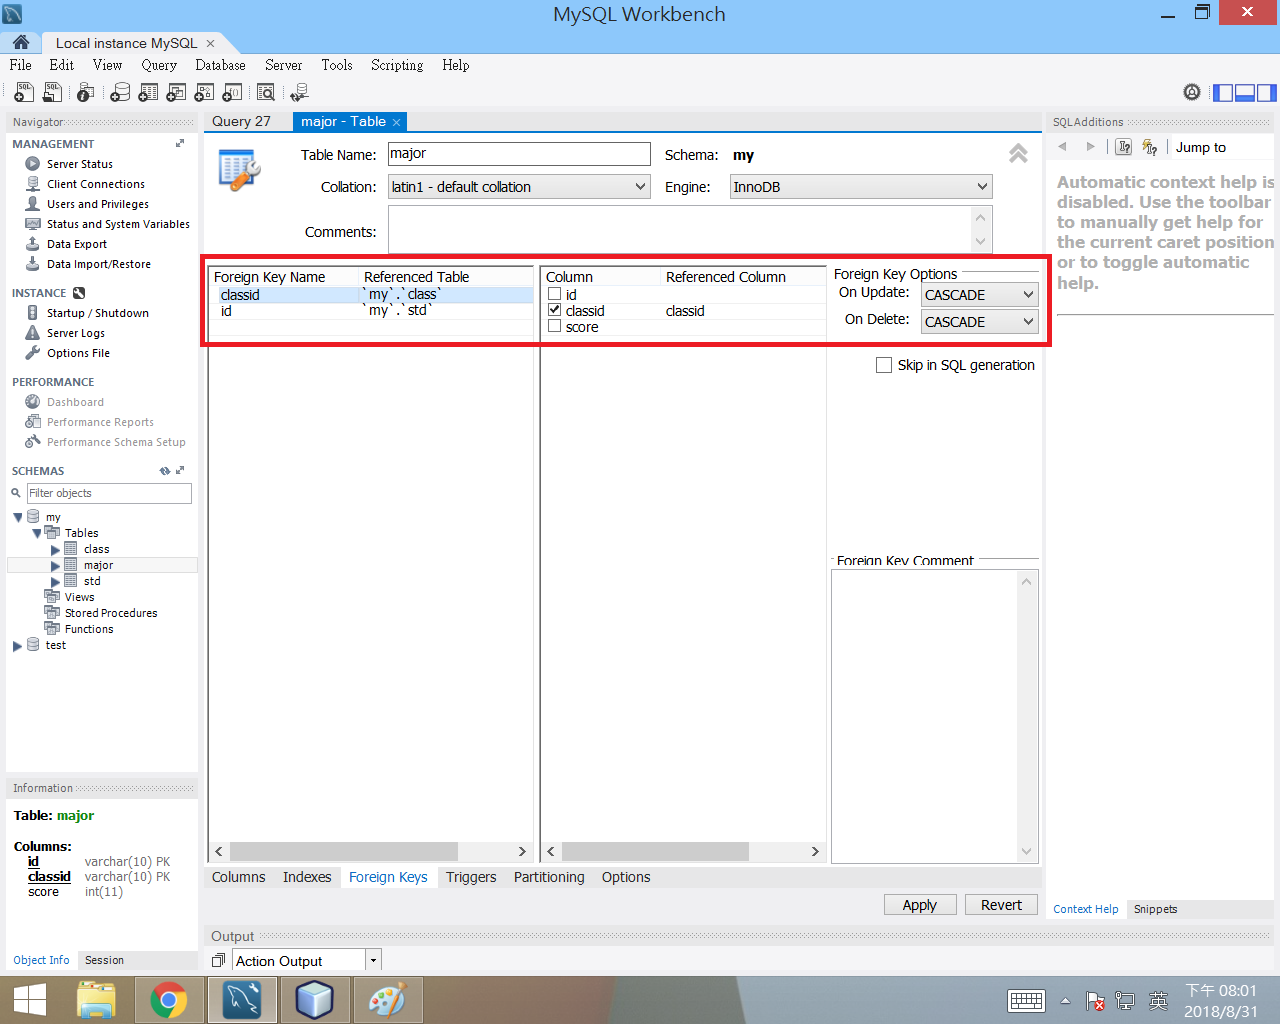 MySQL Workbench
Local instance MySQL
File Edit View Query Database Server Tools Scripting Help
Navigator
MANAGEMENT
Server Status
Client Connections
Users and Privileges
Status and System Variables
Data Export
Data Import/Restore
INSTANCE
Startup / Shutdown
Server Logs
Options File
PERFORMANCE
Dashboard
Performance Reports
Performance Schema Setup
SCHEMAS
Filter objects
my
Tables
class
major
std
Views
Stored Procedures
Functions
test
Information
Table: major
Columns:
id varchar(10) PK
classid varchar(10) PK
score int(11)
Object Info Session
Query 27 major - Table
Table Name: major Schema: my
Collation: latin1 - default collation Engine: InnoDB
Comments:
Foreign Key Name Referenced Table
classid `my`.`class`
id `my`.`std`
Column Referenced Column
id
classid classid
score
Foreign Key Options
On Update: CASCADE
On Delete: CASCADE
Skip in SQL generation
Foreign Key Comment
Columns Indexes Foreign Keys Triggers Partitioning Options
Apply Revert
Output
Action Output
SQLAdditions
Jump to
Automatic context help is
disabled. Use the toolbar
to manually get help for
the current caret position
or to toggle automatic
help.
Context Help Snippets
英
下午 08:01
2018/8/31